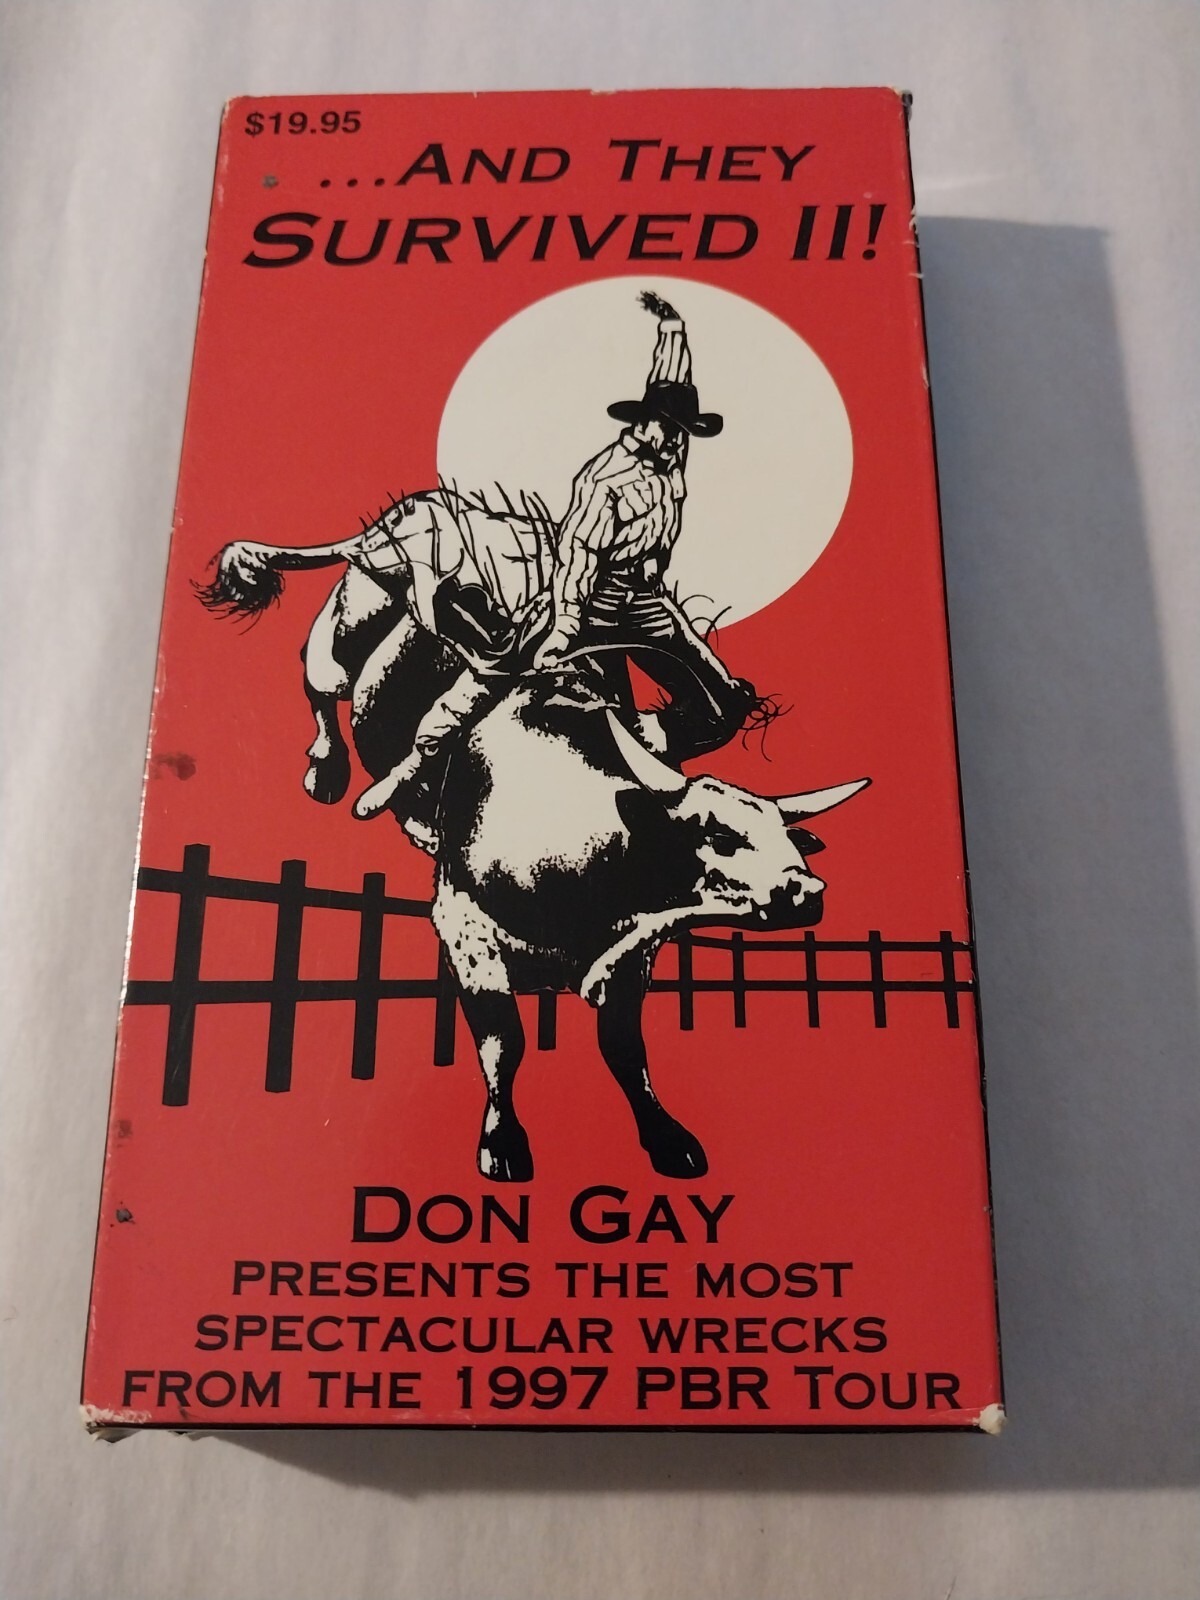 $19.95
...AND THEY
SURVIVED II!
DON GAY
PRESENTS THE MOST
SPECTACULAR WRECKS
FROM THE 1997 PBR TOUR